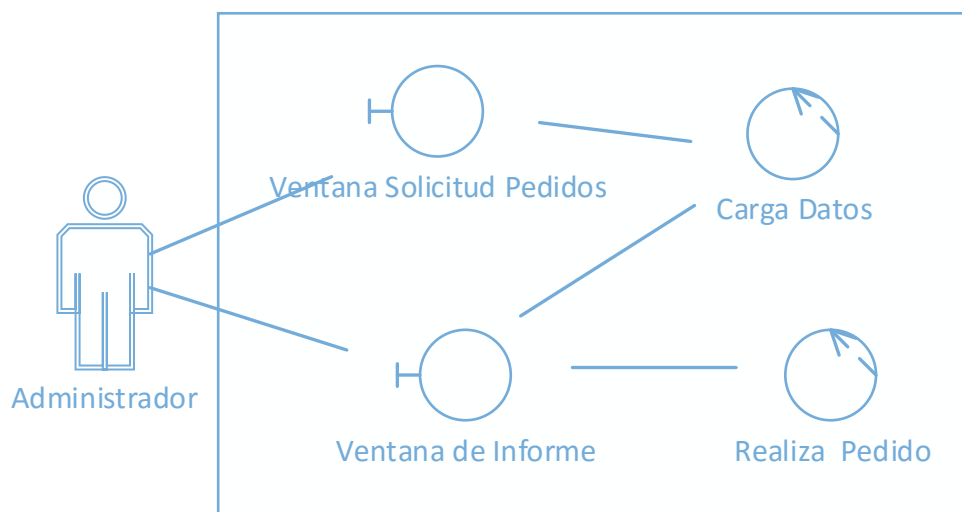 Ventana Solicitud Pedidos
Carga Datos
Administrador
Ventana de Informe
Realiza Pedido